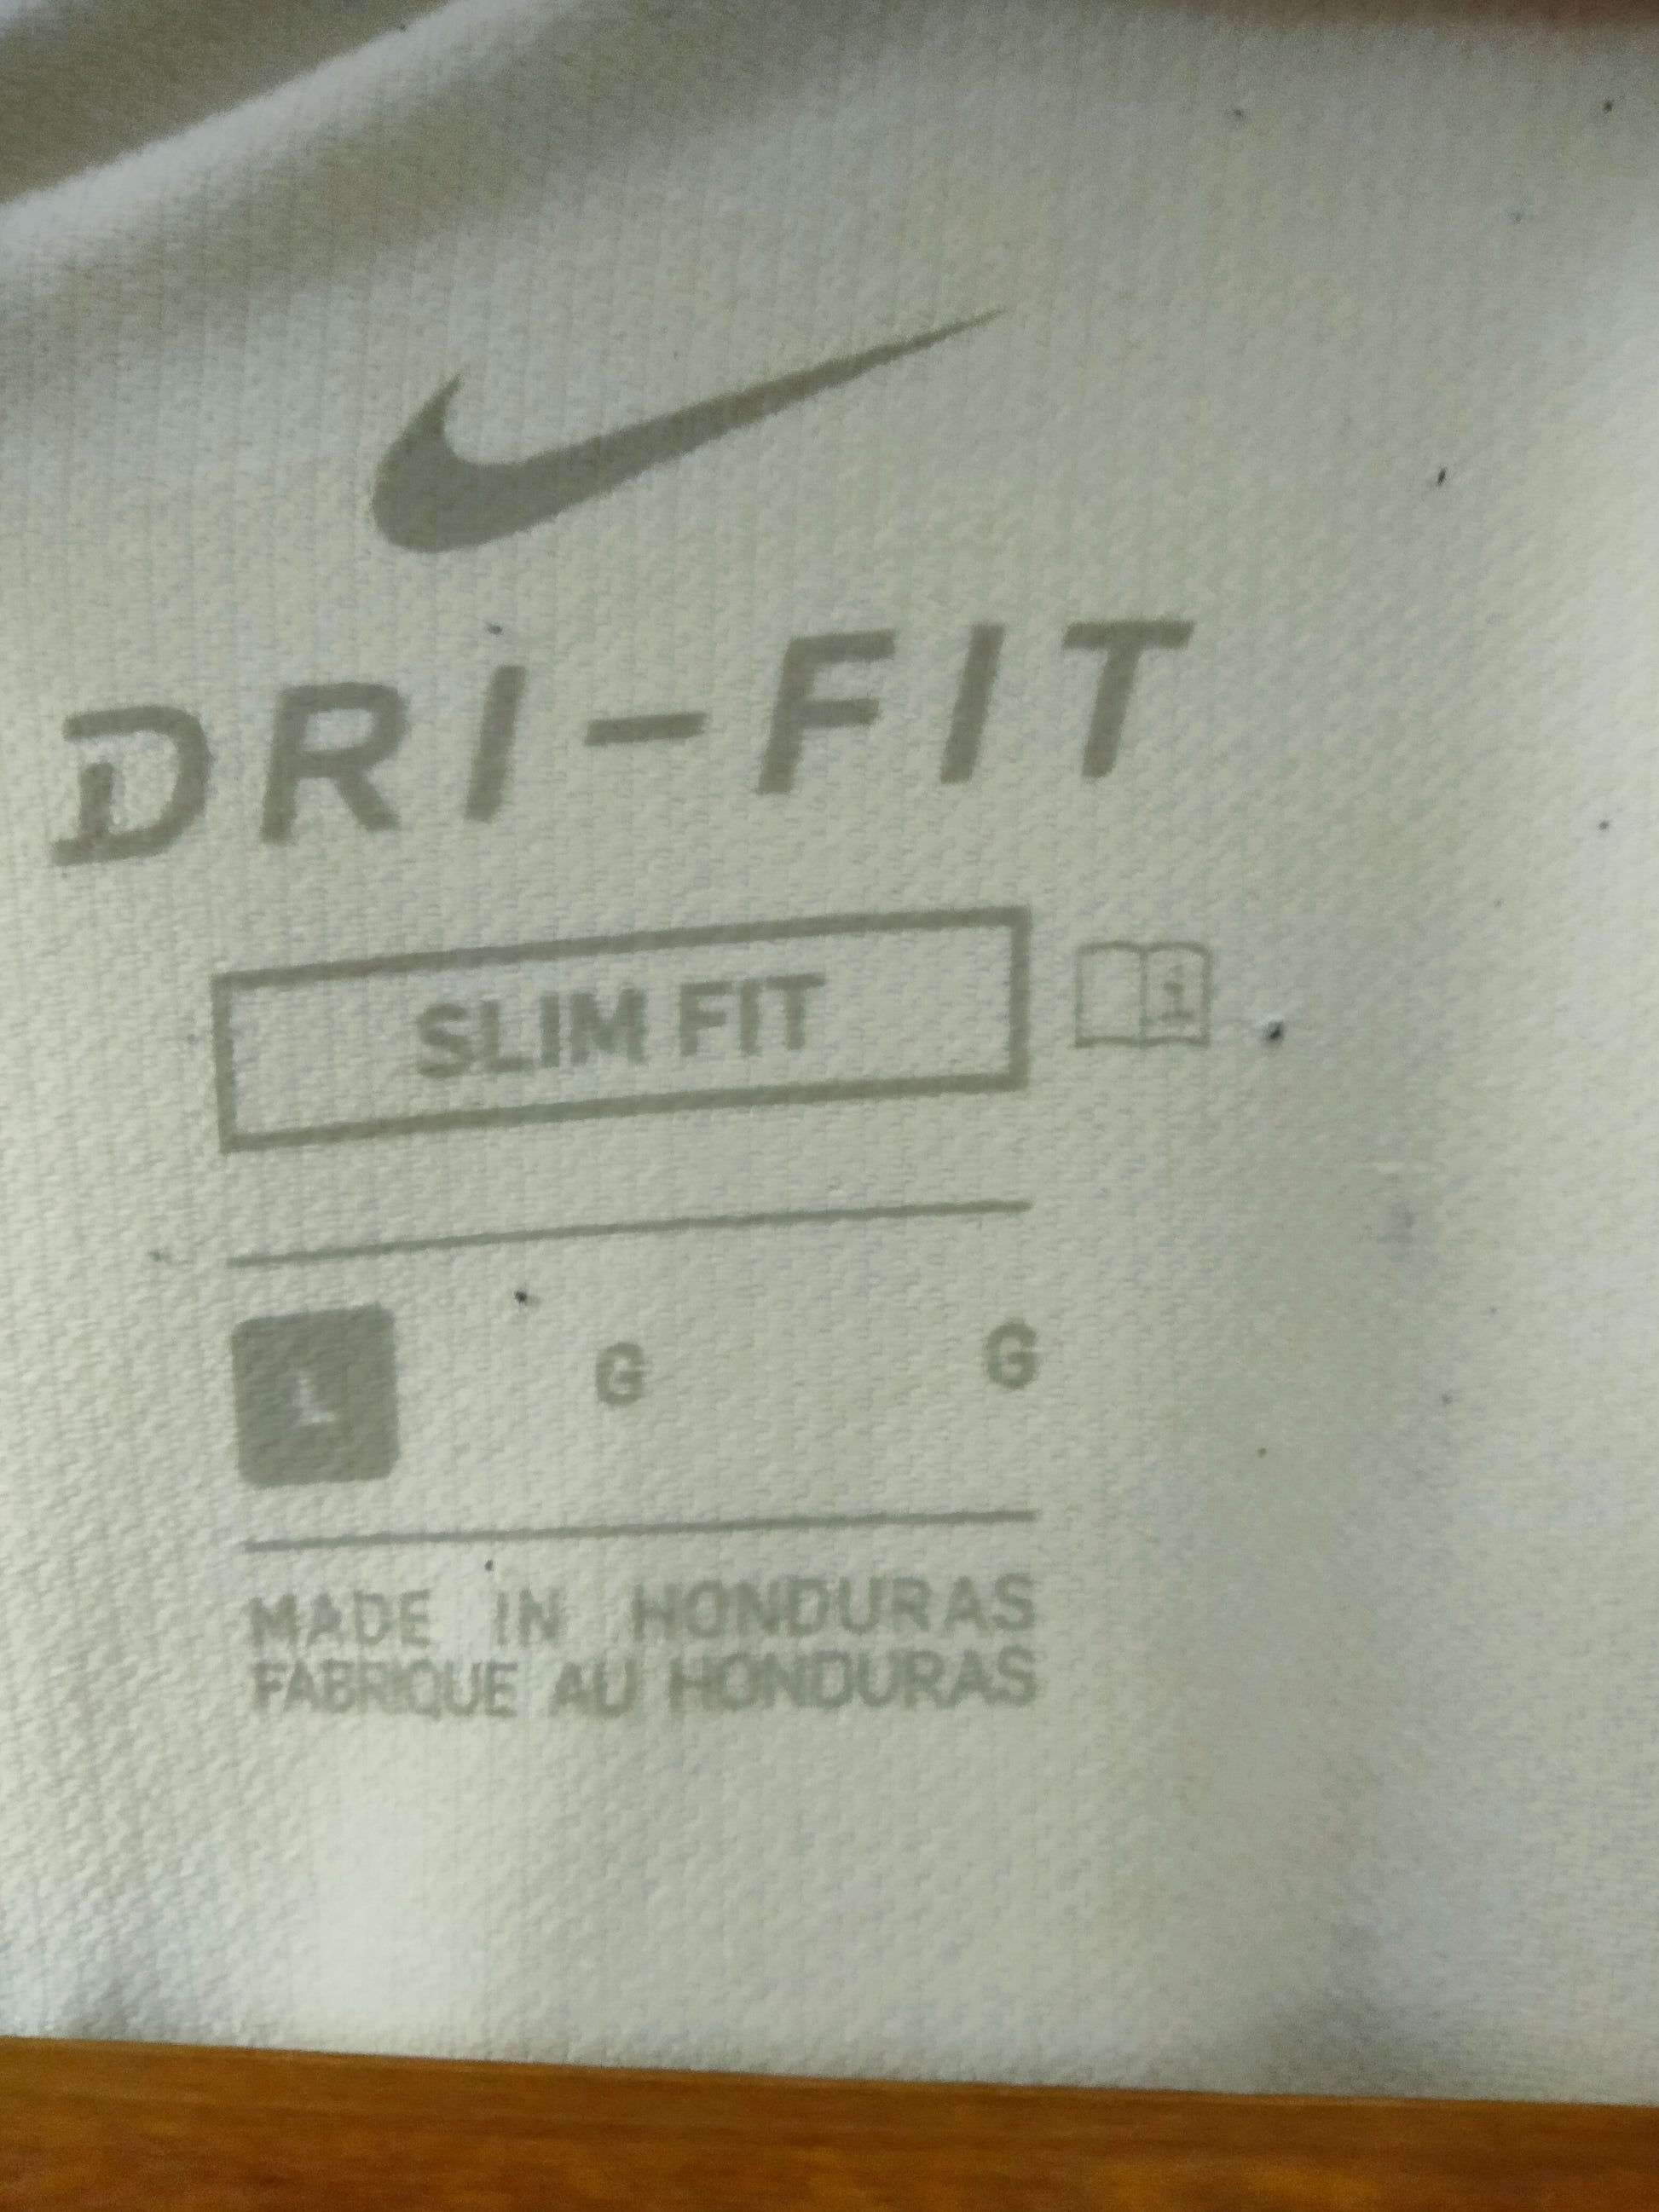 DRI-FIT
SLIM FIT i
L G G
MADE IN HONDURAS
FABRIQUE AU HONDURAS